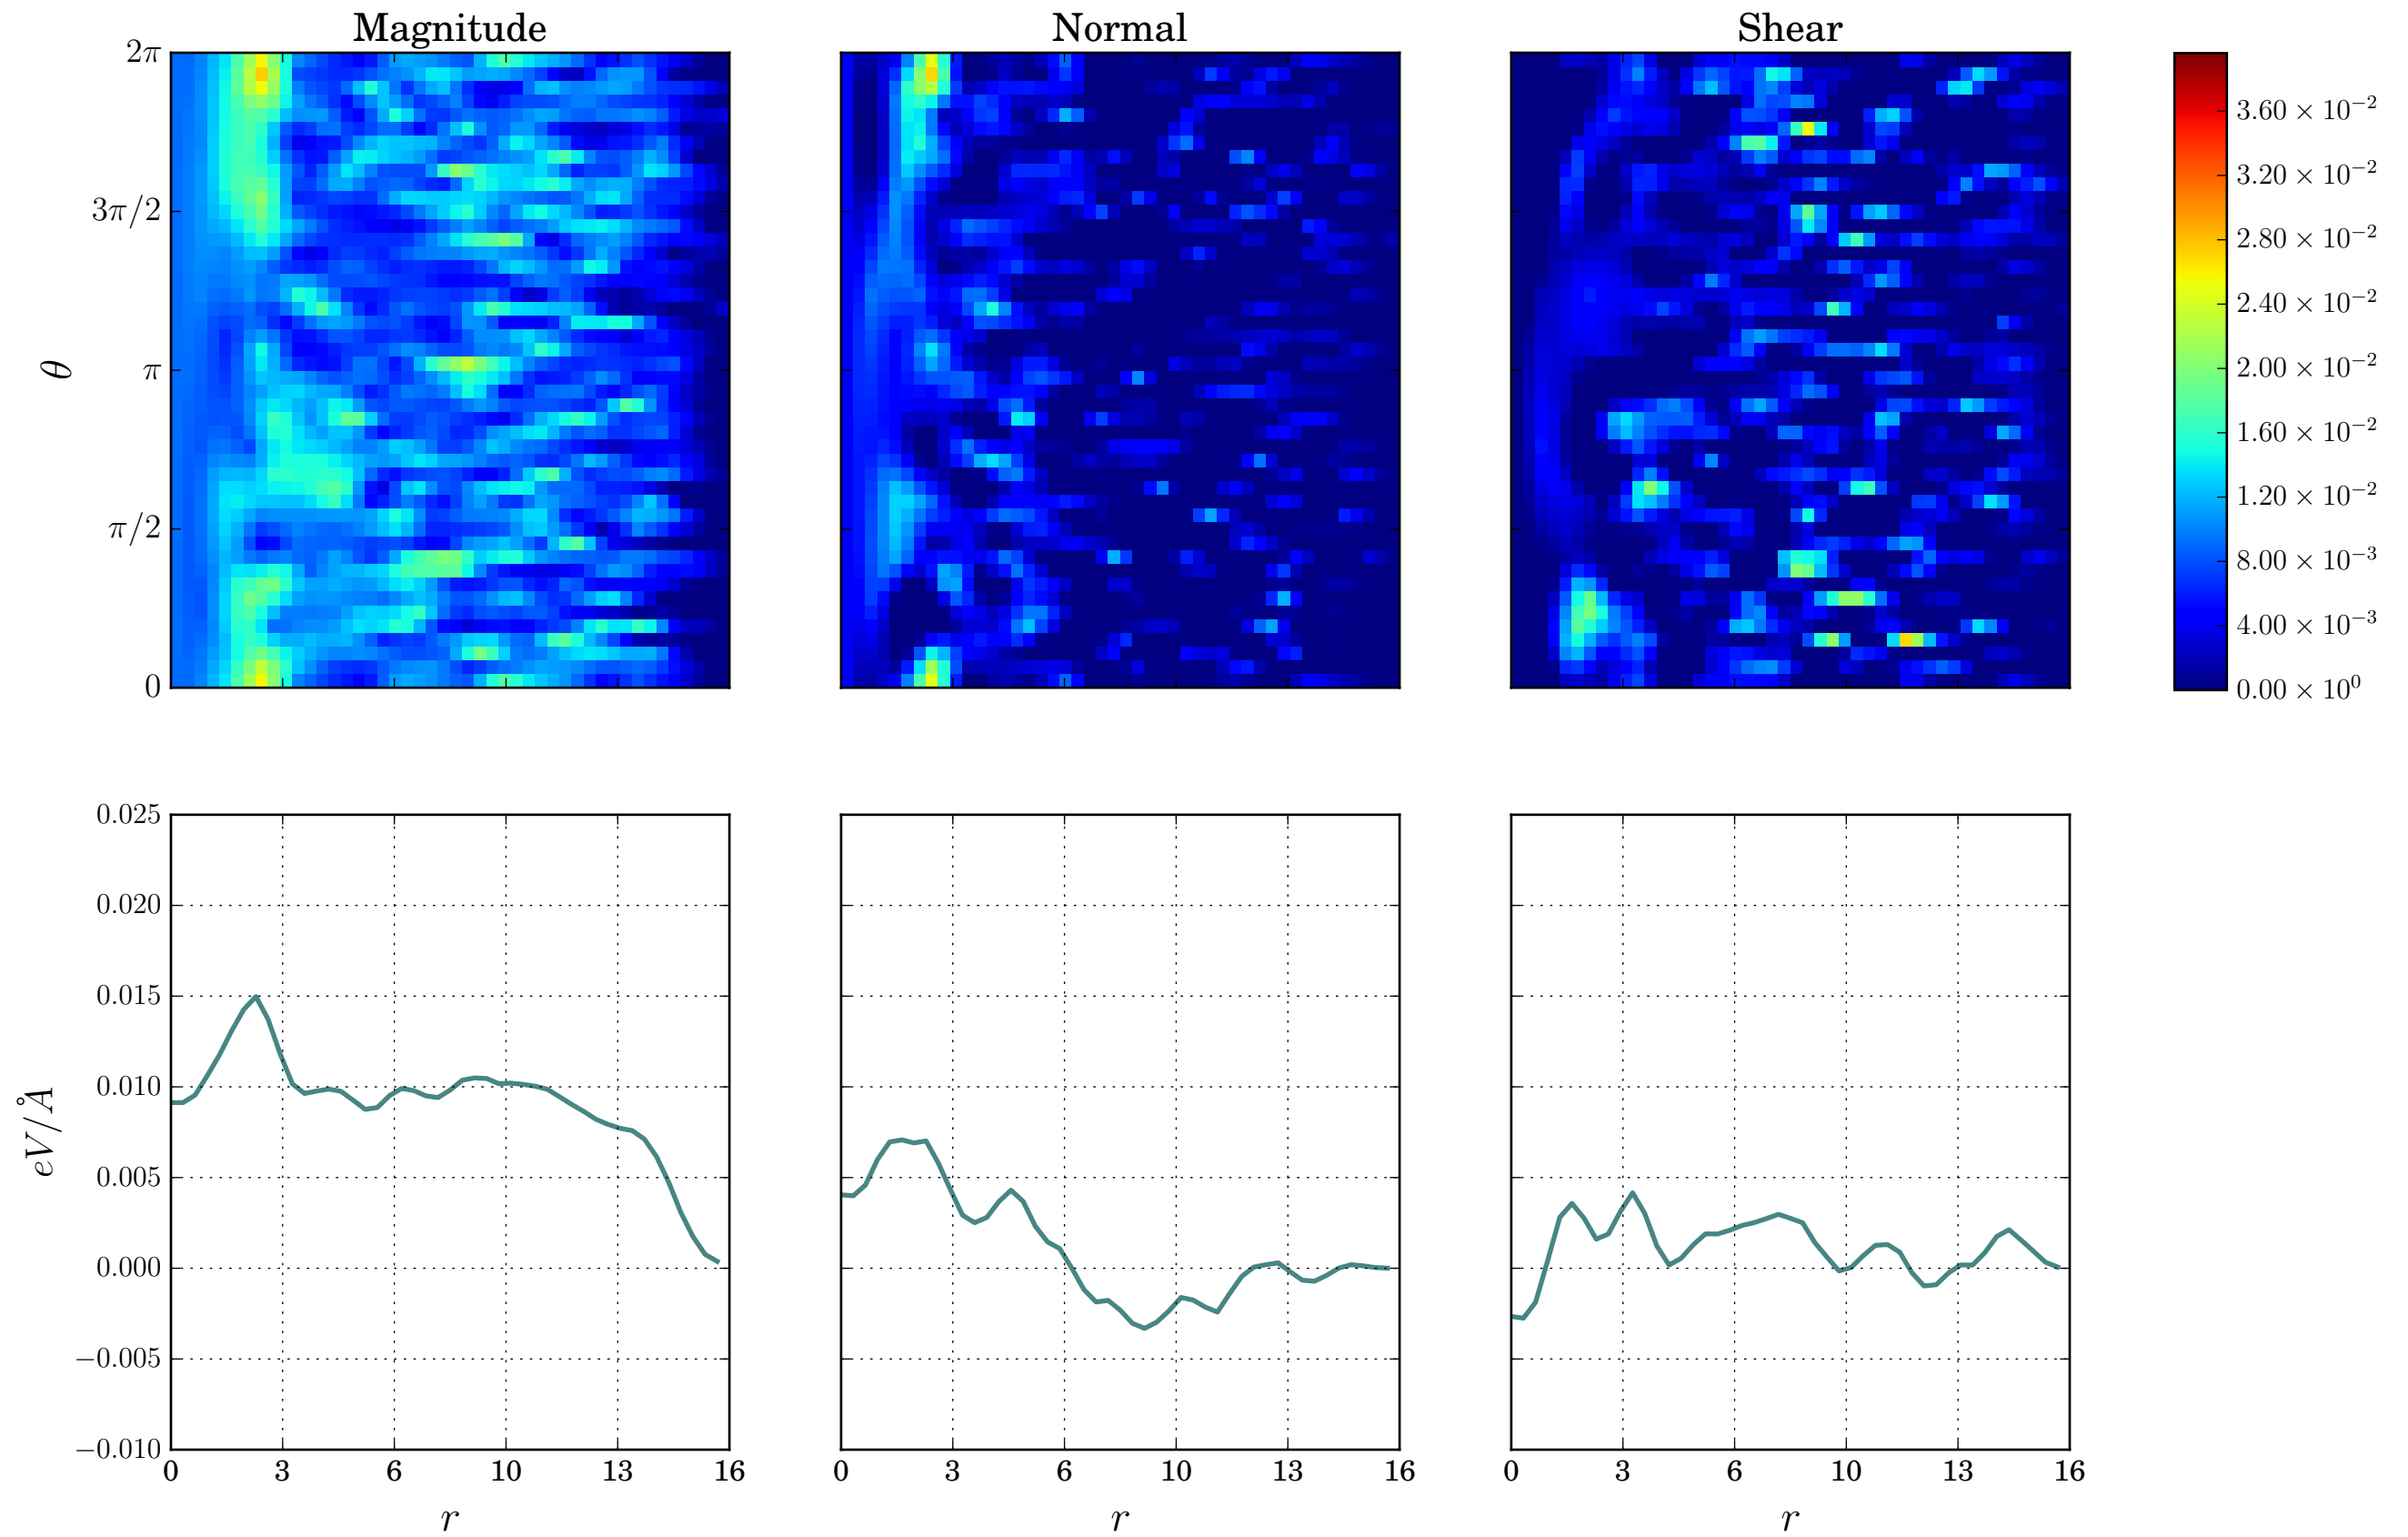 Magnitude Normal Shear
2π
3π/2
π
π/2
0
θ
3.60 × 10⁻²
3.20 × 10⁻²
2.80 × 10⁻²
2.40 × 10⁻²
2.00 × 10⁻²
1.60 × 10⁻²
1.20 × 10⁻²
8.00 × 10⁻³
4.00 × 10⁻³
0.00 × 10⁰
0.025
0.020
0.015
0.010
0.005
0.000
−0.005
−0.010
eV/Å
0 3 6 10 13 16
0 3 6 10 13 16
0 3 6 10 13 16
r r r